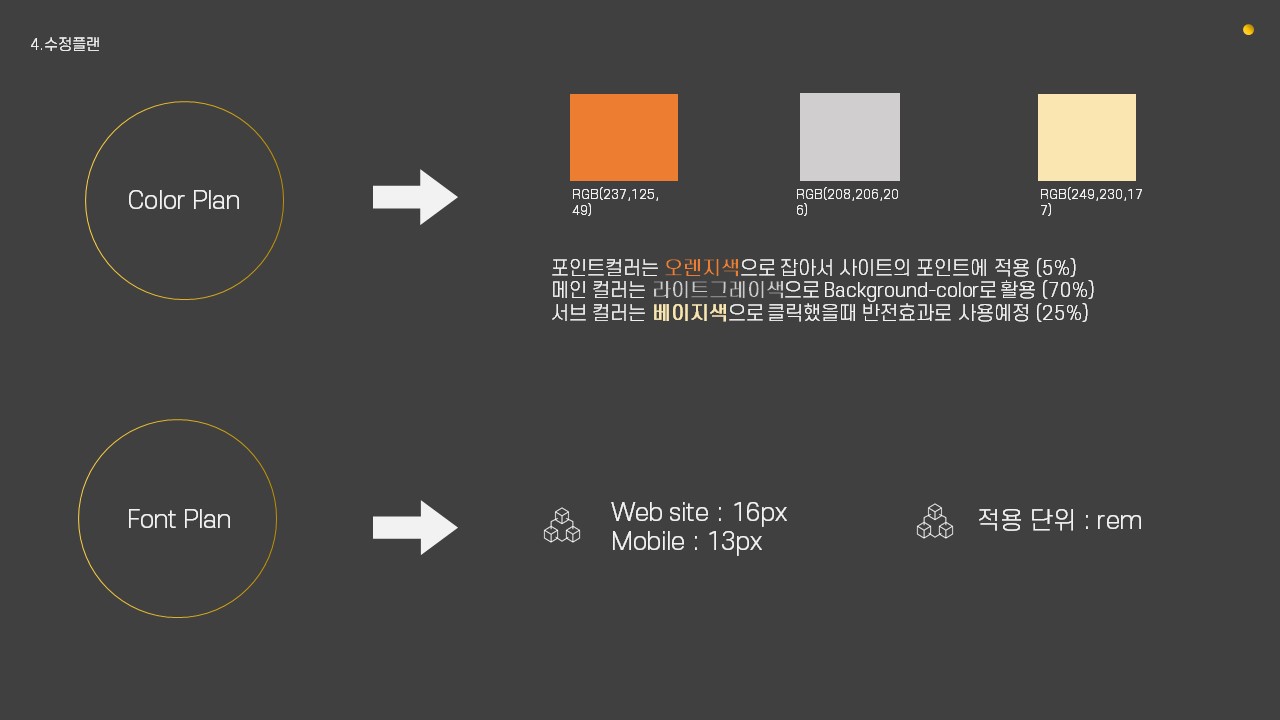 4.수정플랜
Color Plan
RGB(237,125,
49)
RGB(208,206,20
6)
RGB(249,230,17
7)
포인트컬러는 오렌지색으로 잡아서 사이트의 포인트에 적용 (5%)
메인 컬러는 라이트그레이색으로 Background-color로 활용 (70%)
서브 컬러는 베이지색으로 클릭했을때 반전효과로 사용예정 (25%)
Font Plan
Web site : 16px
Mobile : 13px
적용 단위 : rem